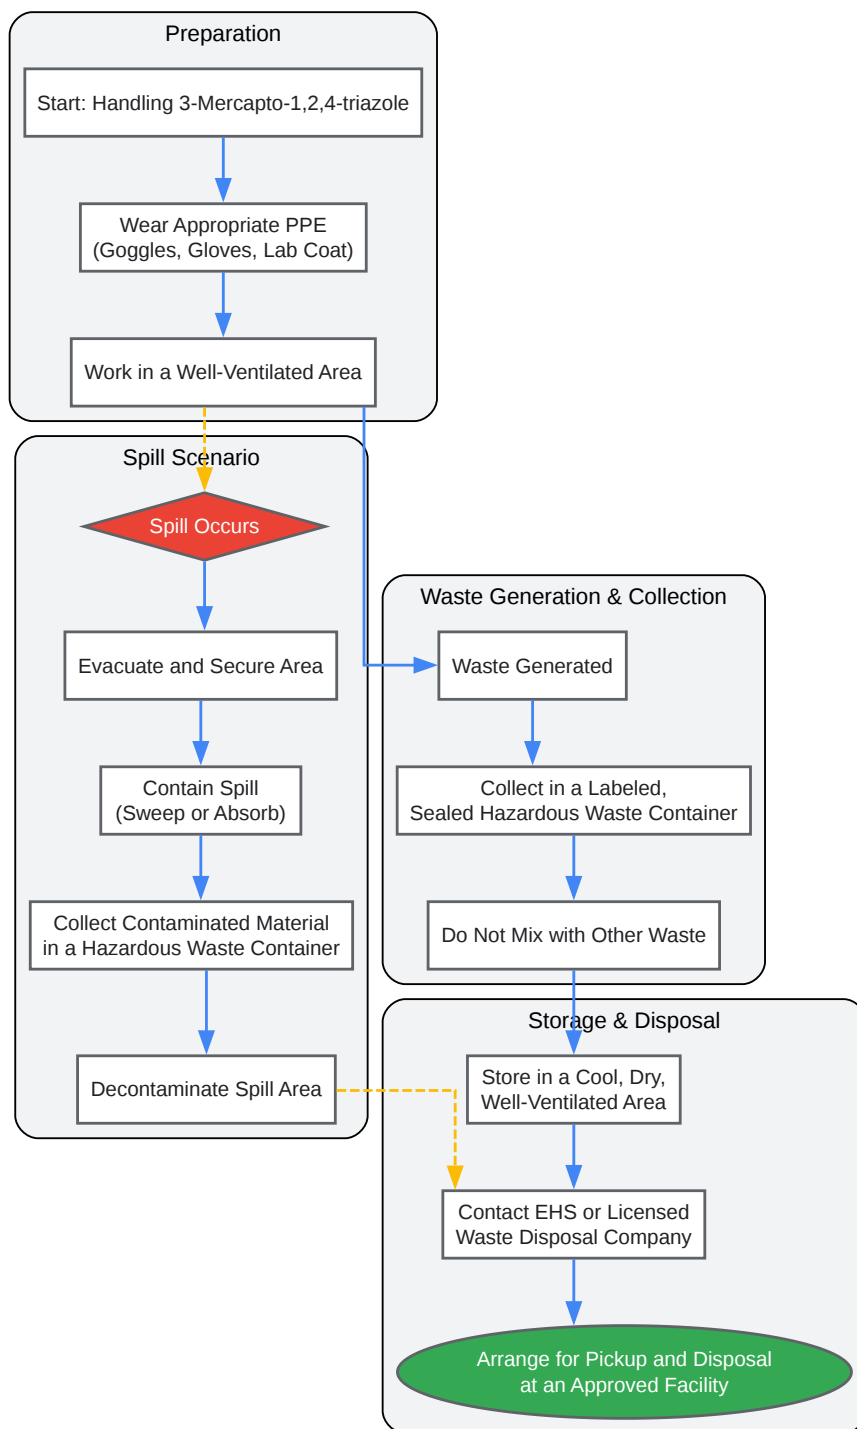 Preparation
Start: Handling 3-Mercapto-1,2,4-triazole
Wear Appropriate PPE
(Goggles, Gloves, Lab Coat)
Work in a Well-Ventilated Area
Spill Scenario
Spill Occurs
Evacuate and Secure Area
Contain Spill
(Sweep or Absorb)
Collect Contaminated Material
in a Hazardous Waste Container
Decontaminate Spill Area
Waste Generation & Collection
Waste Generated
Collect in a Labeled,
Sealed Hazardous Waste Container
Do Not Mix with Other Waste
Storage & Disposal
Store in a Cool, Dry,
Well-Ventilated Area
Contact EHS or Licensed
Waste Disposal Company
Arrange for Pickup and Disposal
at an Approved Facility